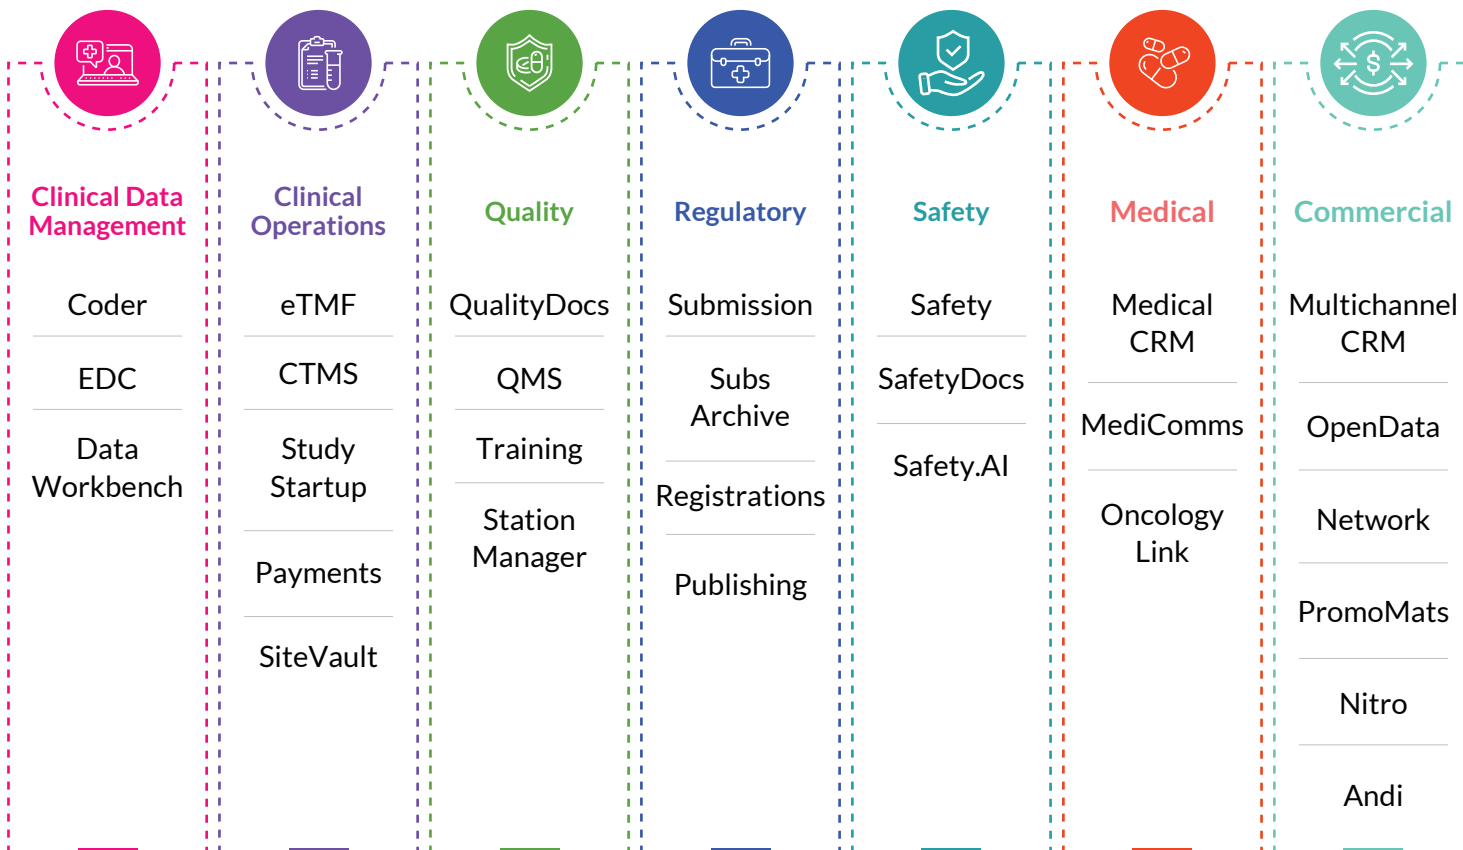 Clinical Data
Management
Coder
EDC
Data
Workbench
Clinical
Operations
eTMF
CTMS
Study
Startup
Payments
SiteVault
Quality
QualityDocs
QMS
Training
Station
Manager
Regulatory
Submission
Subs
Archive
Registrations
Publishing
Safety
Safety
SafetyDocs
Safety.AI
Medical
Medical
CRM
MediComms
Oncology
Link
Commercial
Multichannel
CRM
OpenData
Network
PromoMats
Nitro
Andi
$